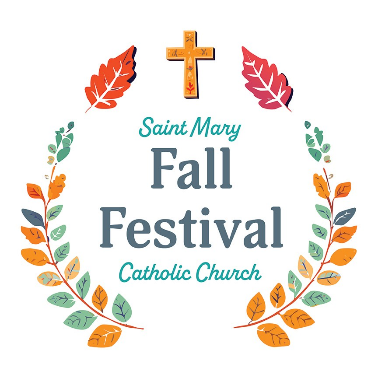 Saint Mary
Fall
Festival
Catholic Church